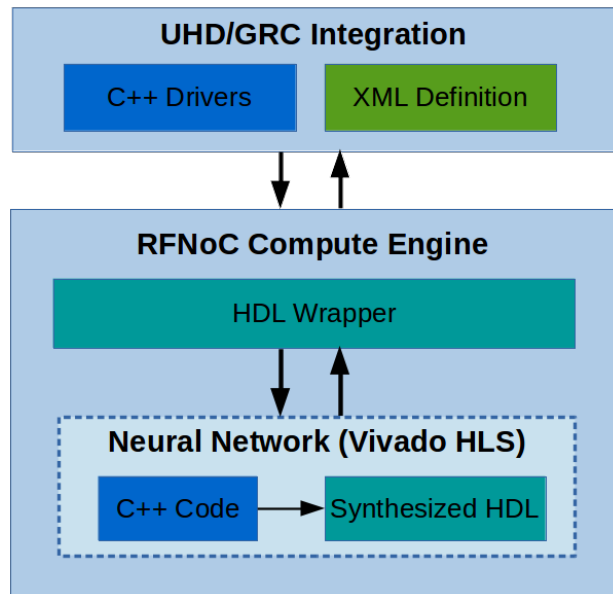 UHD/GRC Integration
C++ Drivers
XML Definition
RFNoC Compute Engine
HDL Wrapper
Neural Network (Vivado HLS)
C++ Code
Synthesized HDL